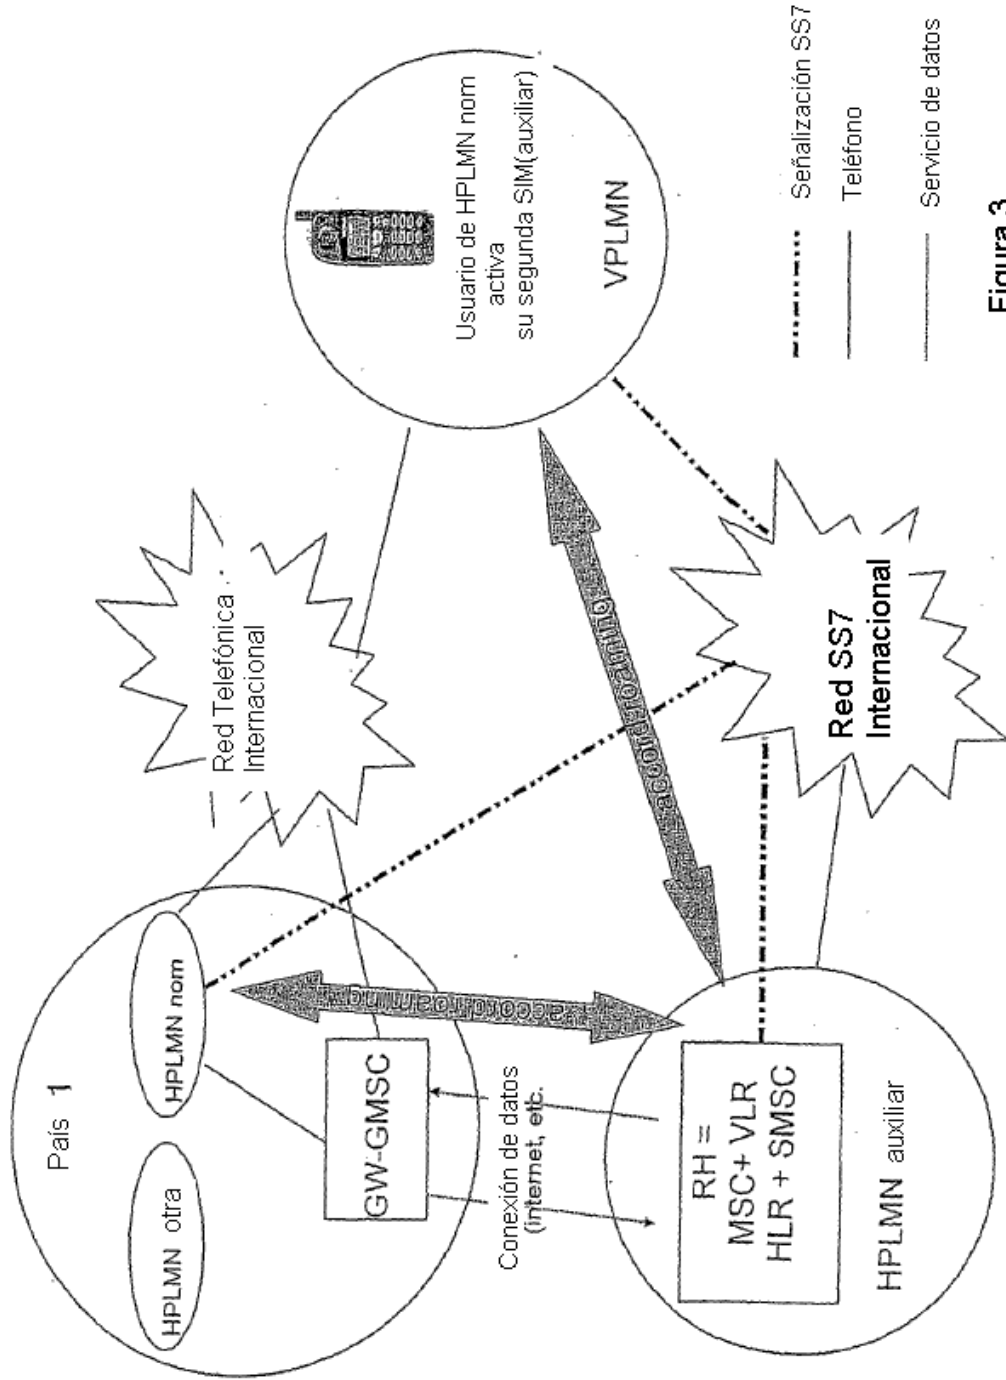 País 1
HPLMN otra
HPLMN nom
GW-GMSC
Red Telefónica
Internacional
Usuario de HPLMN nom
activa
su segunda SIM(auxiliar)
VPLMN
accord roaming
accord roaming
Conexión de datos
(internet, etc.
RH =
MSC+ VLR
HLR + SMSC
HPLMN auxiliar
Red SS7
Internacional
Señalización SS7
Teléfono
Servicio de datos
Figura 3